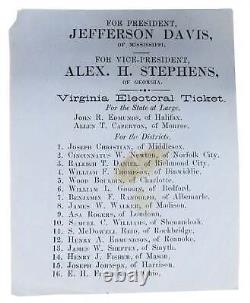 FOR PRESIDENT,
JEFFERSON DAVIS,
OF MISSISSIPPI.
FOR VICE-PRESIDENT,
ALEX. H. STEPHENS,
OF GEORGIA.
Virginia Electoral Ticket.
For the State at Large.
JOHN R. EDMUNDS, of Halifax.
ALLEN T. CAPERTON, of Monroe.
For the Districts.
1. JOSEPH CHRISTIAN, of Middlesex.
2. CINCINNATUS W. NEWTON, of Norfolk City.
3. RALEIGH T. DANIEL, of Richmond City.
4. WILLIAM F. THOMPSON, of Dinwiddie.
5. WOOD BOULDIN, of Charlotte.
6. WILLIAM L. GOGGIN, of Bedford.
7. BENJAMIN F. RANDOLPH, of Albemarle.
8. JAMES W. WALKER, of Madison.
9. ASA ROGERS, of Loudoun.
10. SAMUEL C. WILLIAMS, of Shenandoah.
11. S. MCDOWELL REID, of Rockbridge.
12. HENRY A. EDMUNDSON, of Roanoke.
13. JAMES W. SHEFFEY, of Smyth.
14. HENRY J. FISHER, of Mason.
15. JOSEPH JOHNSON, of Harrison.
16. E. H.
Worthpoint